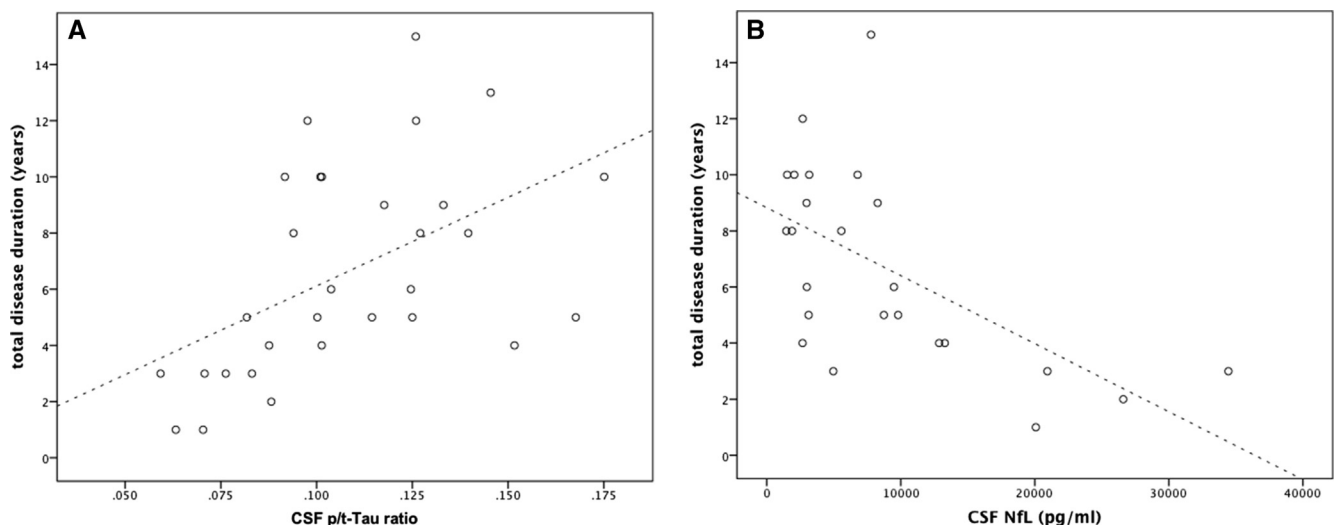 A
total disease duration (years)
14
12
10
8
6
4
2
0
.050 .075 .100 .125 .150 .175
CSF p/t-Tau ratio
B
total disease duration (years)
14
12
10
8
6
4
2
0
0 10000 20000 30000 40000
CSF NfL (pg/ml)